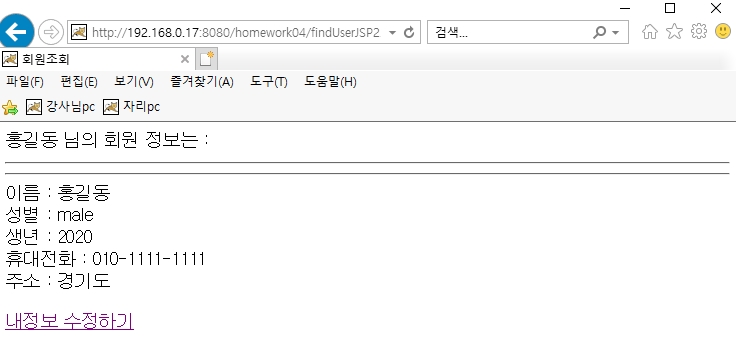 http://192.168.0.17:8080/homework04/findUserJSP2
검색...
회원조회
파일(F) 편집(E) 보기(V) 즐겨찾기(A) 도구(T) 도움말(H)
강사님pc 자리pc
홍길동 님의 회원 정보는 :
이름 : 홍길동
성별 : male
생년 : 2020
휴대전화 : 010-1111-1111
주소 : 경기도
내정보 수정하기